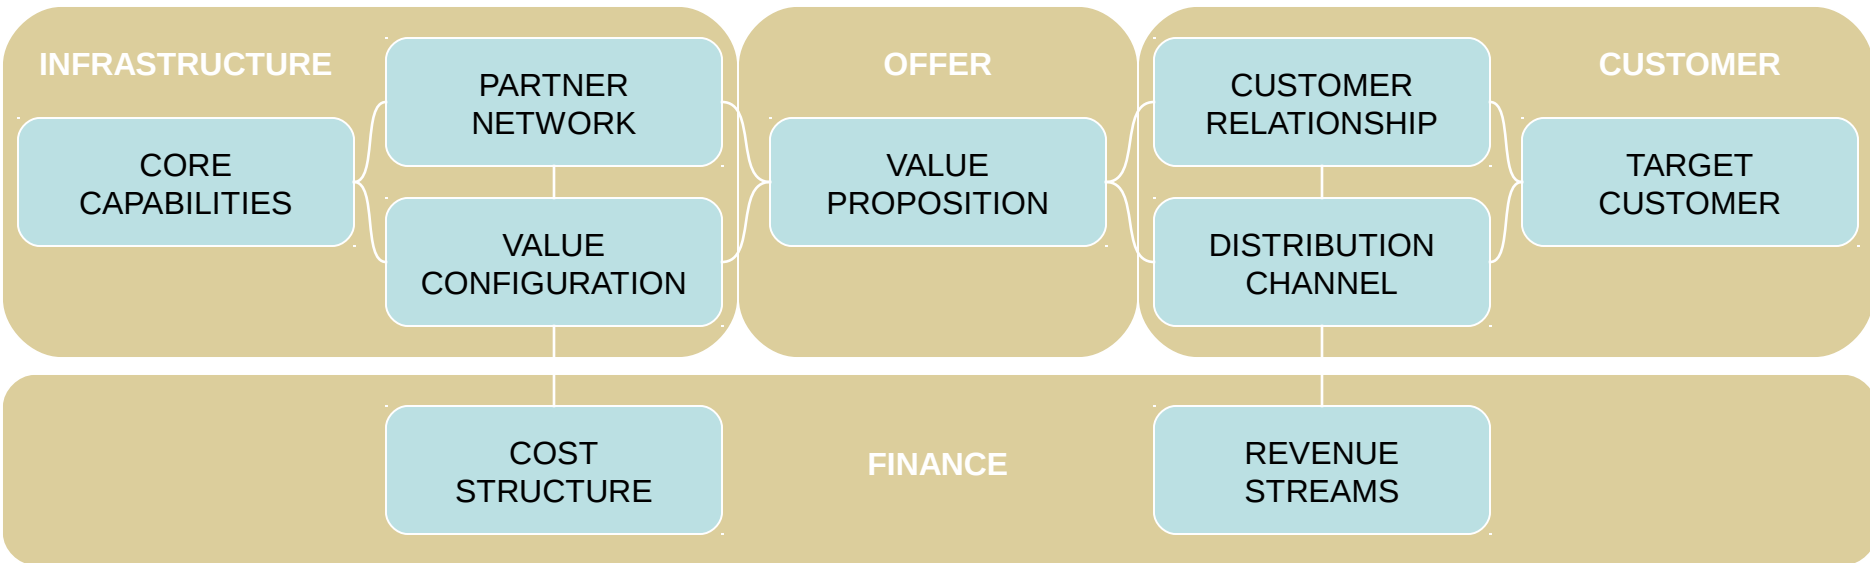 INFRASTRUCTURE
CORE
CAPABILITIES
PARTNER
NETWORK
VALUE
CONFIGURATION
OFFER
VALUE
PROPOSITION
CUSTOMER
RELATIONSHIP
DISTRIBUTION
CHANNEL
CUSTOMER
TARGET
CUSTOMER
COST
STRUCTURE
FINANCE
REVENUE
STREAMS